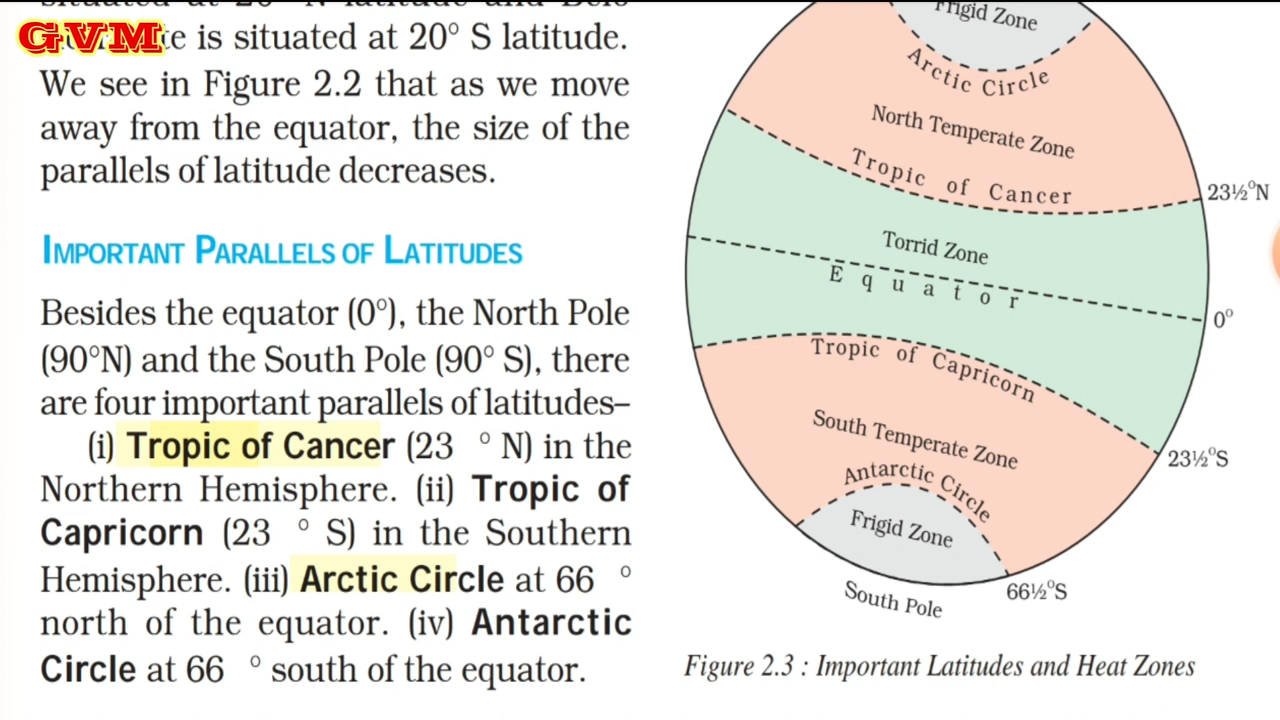 GVM
te is situated at 20° S latitude.
We see in Figure 2.2 that as we move
away from the equator, the size of the
parallels of latitude decreases.
IMPORTANT PARALLELS OF LATITUDES
Besides the equator (0°), the North Pole
(90°N) and the South Pole (90° S), there
are four important parallels of latitudes–
(i) Tropic of Cancer (23 ° N) in the
Northern Hemisphere. (ii) Tropic of
Capricorn (23 ° S) in the Southern
Hemisphere. (iii) Arctic Circle at 66 °
north of the equator. (iv) Antarctic
Circle at 66 ° south of the equator.
Frigid Zone
Arctic Circle
North Temperate Zone
Tropic of Cancer
23½°N
Torrid Zone
Equator
0°
Tropic of Capricorn
23½°S
South Temperate Zone
Antarctic Circle
Frigid Zone
66½°S
South Pole
Figure 2.3 : Important Latitudes and Heat Zones